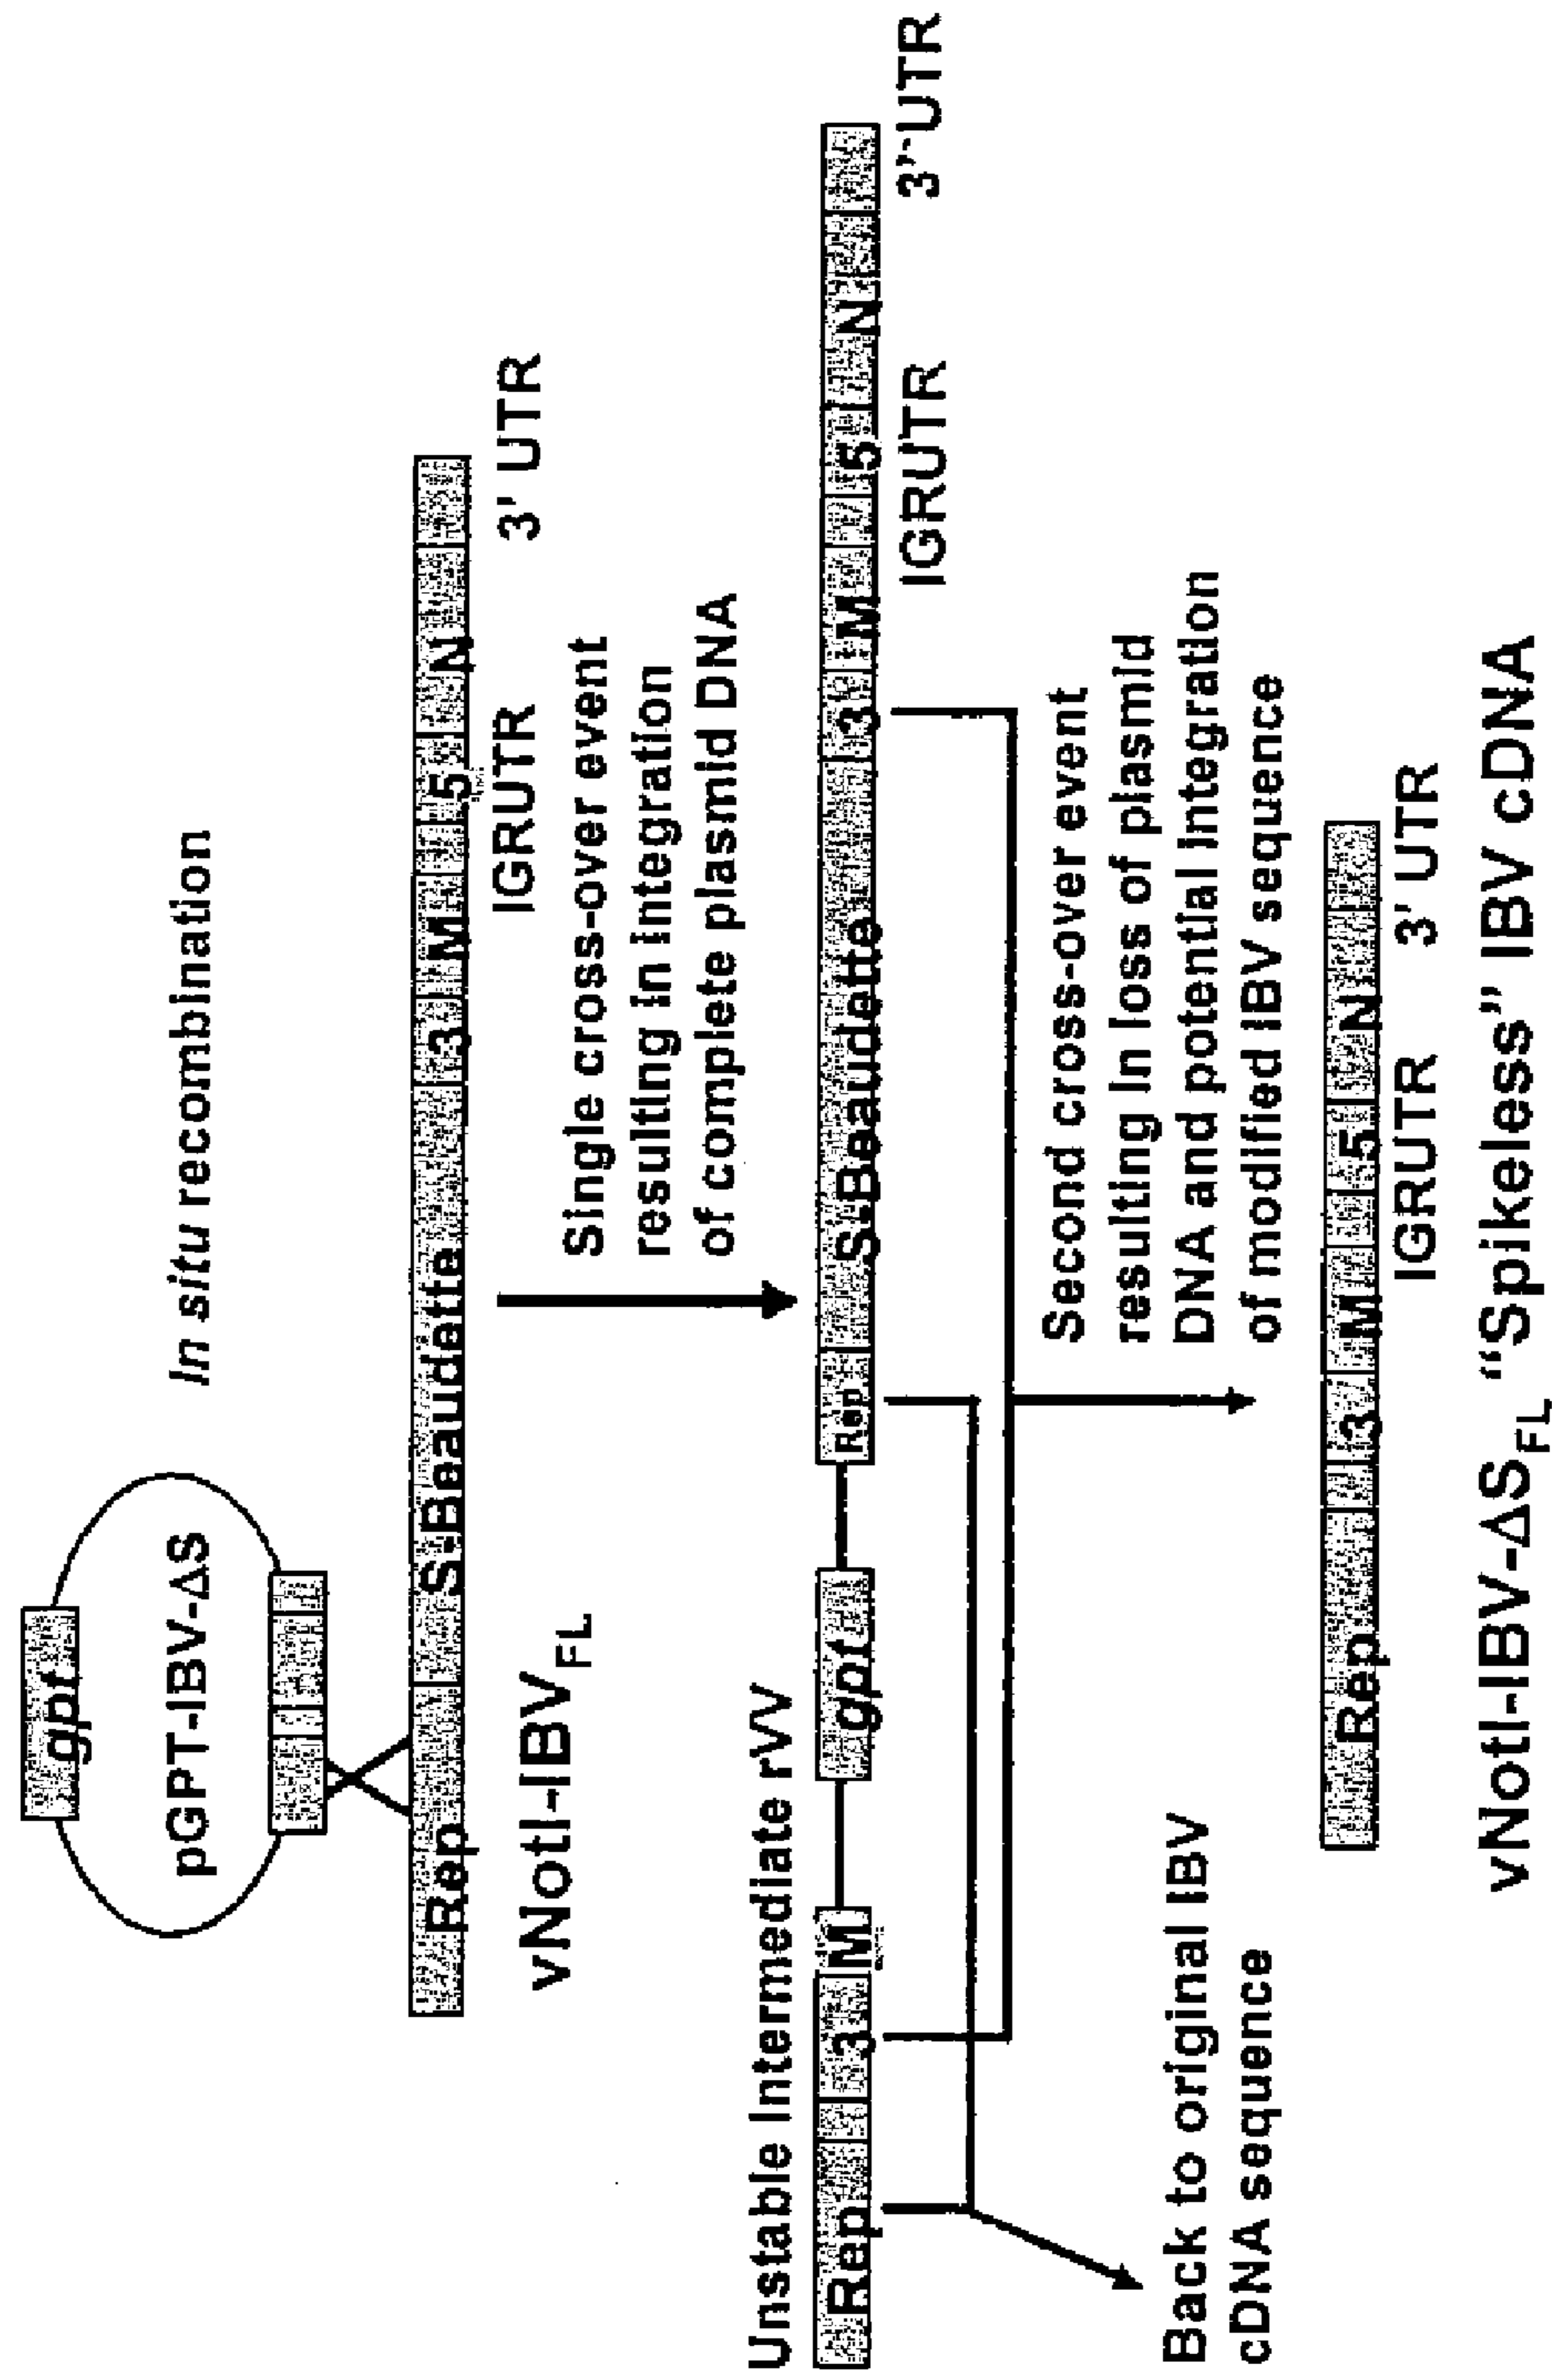 gpt
pGPT-IBV-ΔS
In situ recombination
Rep S-Beaudette 3 M 5 N
vNotI-IBVFL
IGRUTR
3' UTR
Single cross-over event
resulting in integration
of complete plasmid DNA
Unstable Intermediate rVV
Rep 3 M gpt Rep S-Beaudette 3 M 5 N
IGRUTR
3' UTR
Second cross-over event
resulting in loss of plasmid
DNA and potential integration
of modified IBV sequence
Back to original IBV
cDNA sequence
Rep 3 M 5 N
IGRUTR
3' UTR
vNotI-IBV-ΔSFL "Spikeless" IBV cDNA